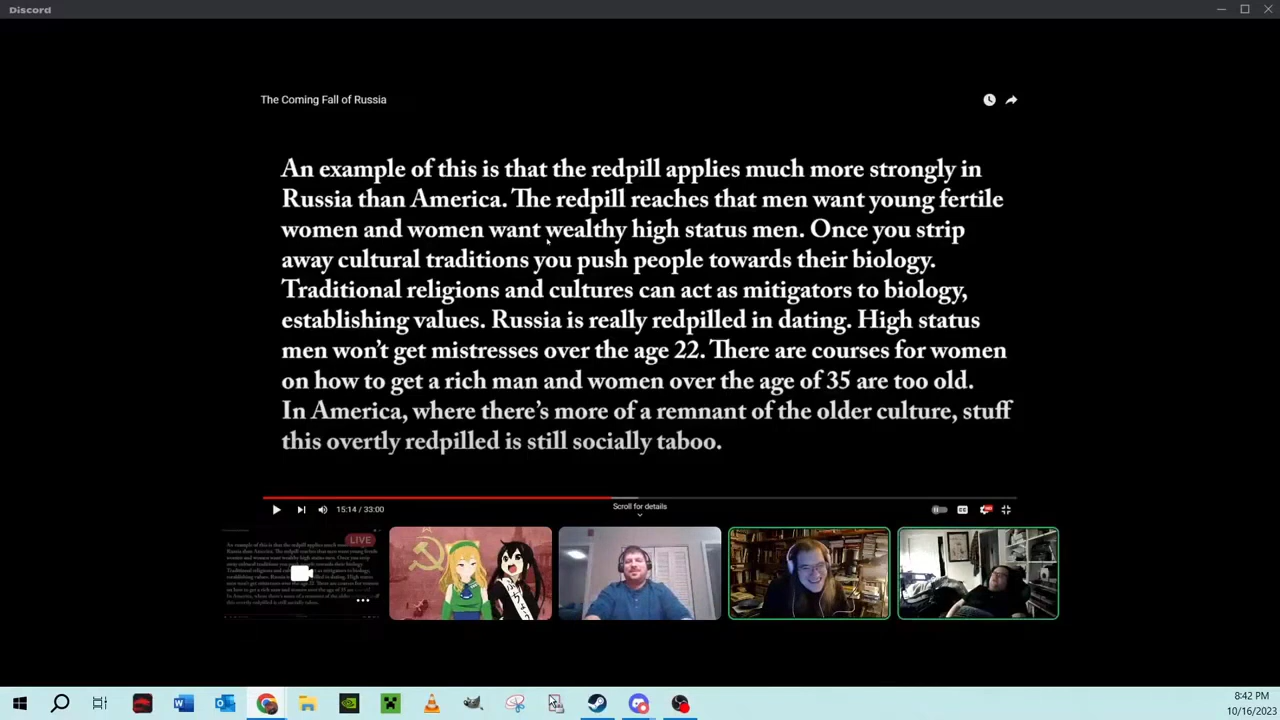 Discord
The Coming Fall of Russia
An example of this is that the redpill applies much more strongly in
Russia than America. The redpill reaches that men want young fertile
women and women want wealthy high status men. Once you strip
away cultural traditions you push people towards their biology.
Traditional religions and cultures can act as mitigators to biology,
establishing values. Russia is really redpilled in dating. High status
men won't get mistresses over the age 22. There are courses for women
on how to get a rich man and women over the age of 35 are too old.
In America, where there's more of a remnant of the older culture, stuff
this overtly redpilled is still socially taboo.
15:14 / 33:00
Scroll for details
CC
LIVE
8:42 PM
10/16/2023